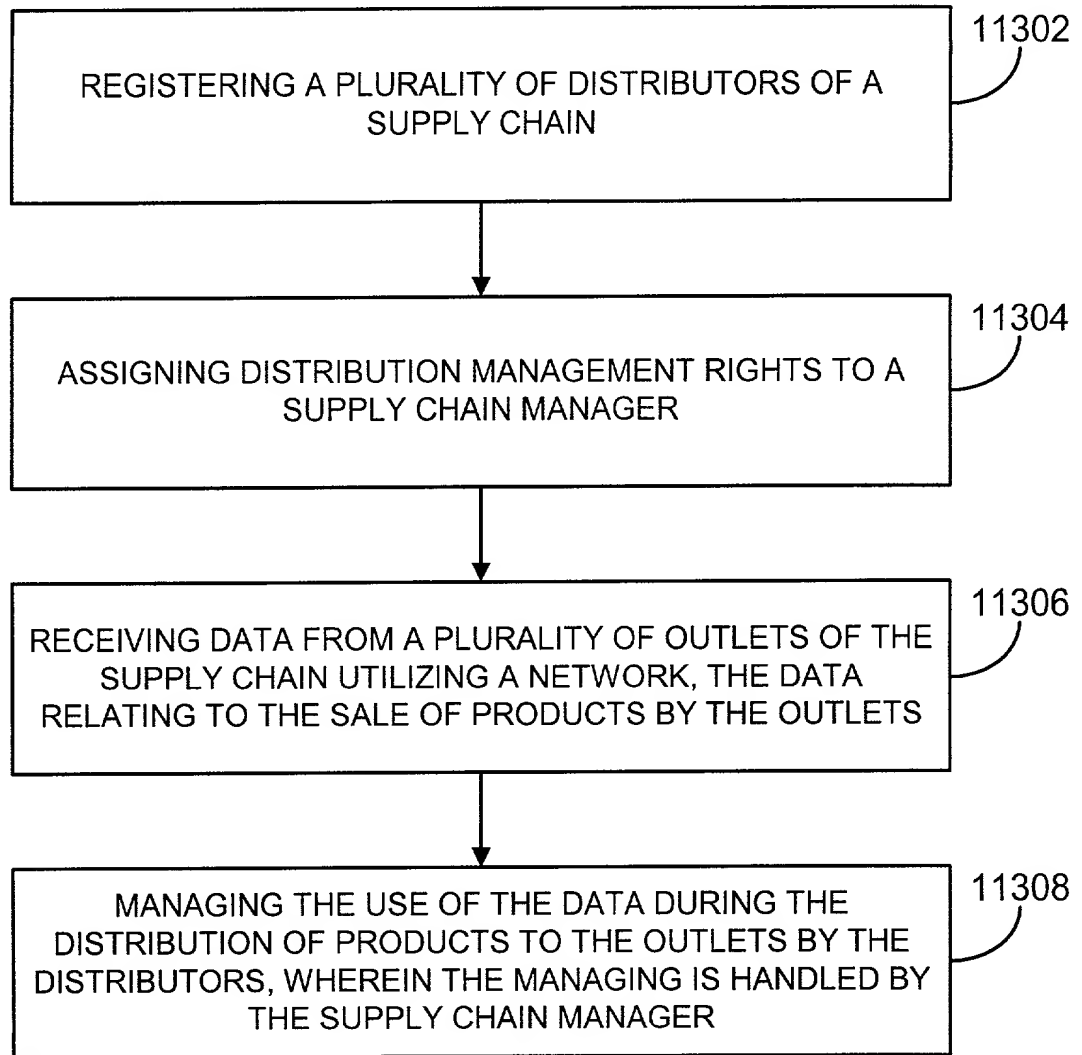 11302
REGISTERING A PLURALITY OF DISTRIBUTORS OF A
SUPPLY CHAIN
11304
ASSIGNING DISTRIBUTION MANAGEMENT RIGHTS TO A
SUPPLY CHAIN MANAGER
11306
RECEIVING DATA FROM A PLURALITY OF OUTLETS OF THE
SUPPLY CHAIN UTILIZING A NETWORK, THE DATA
RELATING TO THE SALE OF PRODUCTS BY THE OUTLETS
11308
MANAGING THE USE OF THE DATA DURING THE
DISTRIBUTION OF PRODUCTS TO THE OUTLETS BY THE
DISTRIBUTORS, WHEREIN THE MANAGING IS HANDLED BY
THE SUPPLY CHAIN MANAGER